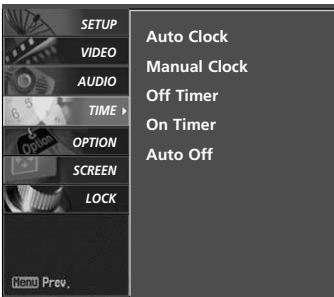 SETUP
VIDEO
AUDIO
TIME
OPTION
SCREEN
LOCK
Auto Clock
Manual Clock
Off Timer
On Timer
Auto Off
Option
Menu Prev.